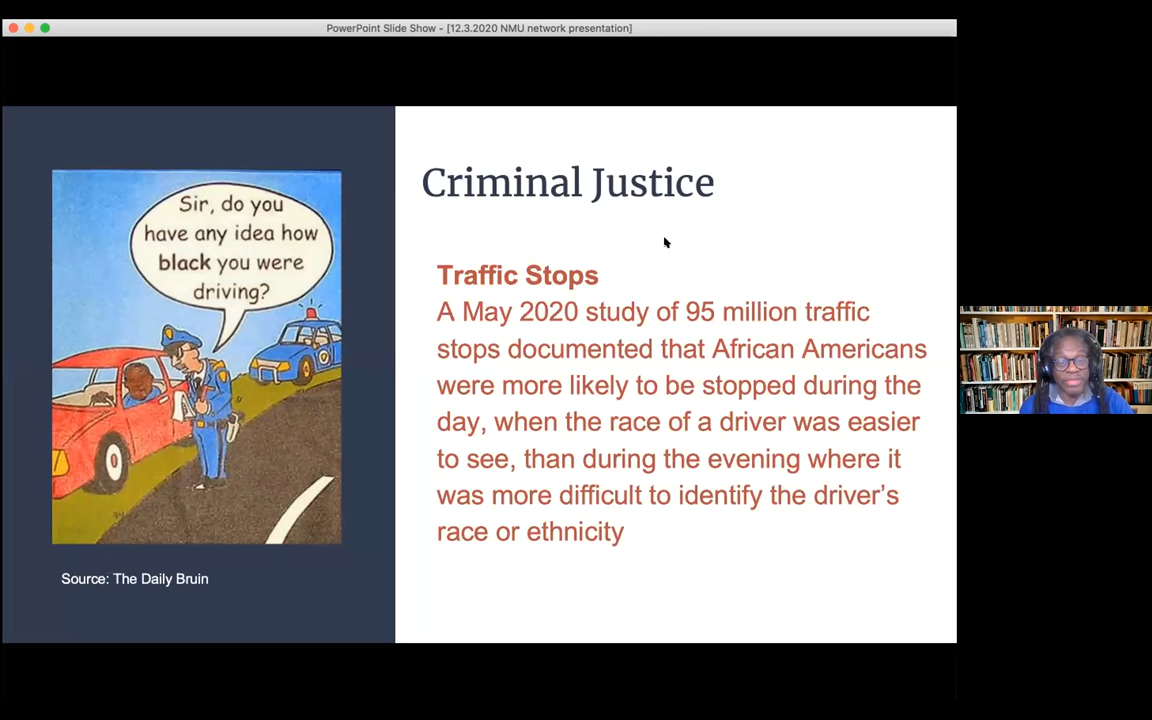 PowerPoint Slide Show - [12.3.2020 NMU network presentation]
Sir, do you
have any idea how
black you were
driving?
Source: The Daily Bruin
Criminal Justice
Traffic Stops
A May 2020 study of 95 million traffic
stops documented that African Americans
were more likely to be stopped during the
day, when the race of a driver was easier
to see, than during the evening where it
was more difficult to identify the driver’s
race or ethnicity